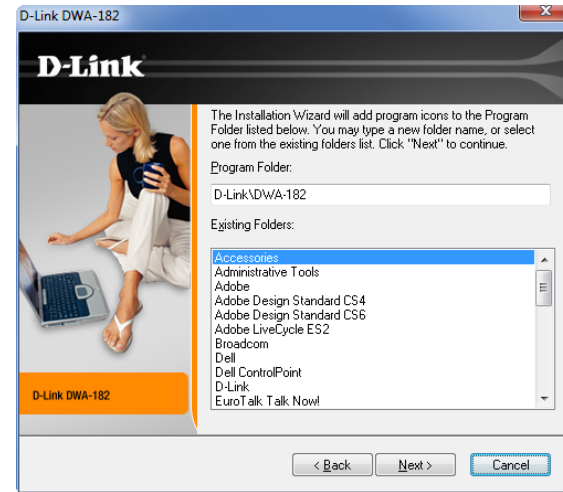 D-Link DWA-182
D-Link
The Installation Wizard will add program icons to the Program
Folder listed below. You may type a new folder name, or select
one from the existing folders list. Click "Next" to continue.
Program Folder:
D-Link\DWA-182
Existing Folders:
Accessories
Administrative Tools
Adobe
Adobe Design Standard CS4
Adobe Design Standard CS6
Adobe LiveCycle ES2
Broadcom
Dell
Dell ControlPoint
D-Link
EuroTalk Talk Now!
D-Link DWA-182
< Back
Next >
Cancel